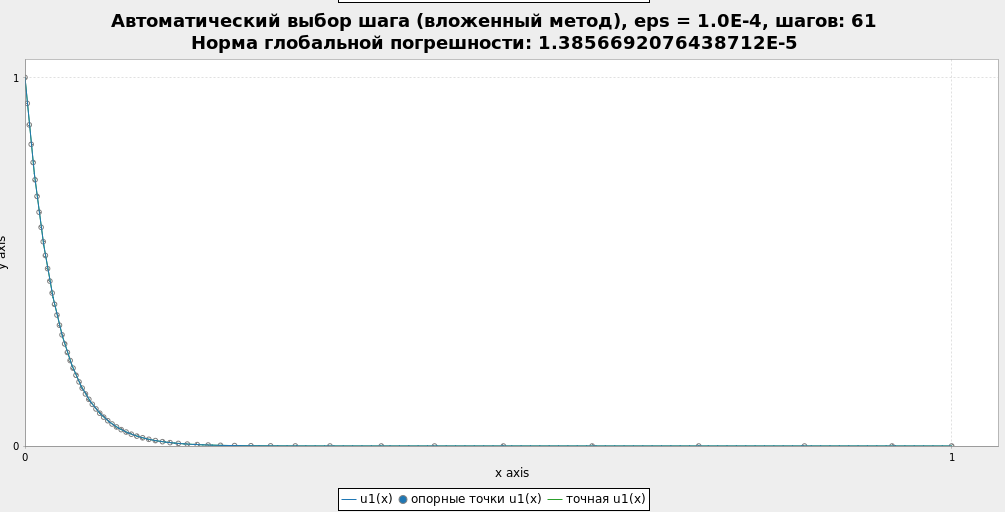 Автоматический выбор шага (вложенный метод), eps = 1.0E-4, шагов: 61
Норма глобальной погрешности: 1.3856692076438712E-5
1
y axis
0
0
1
x axis
u1(x) опорные точки u1(x) точная u1(x)